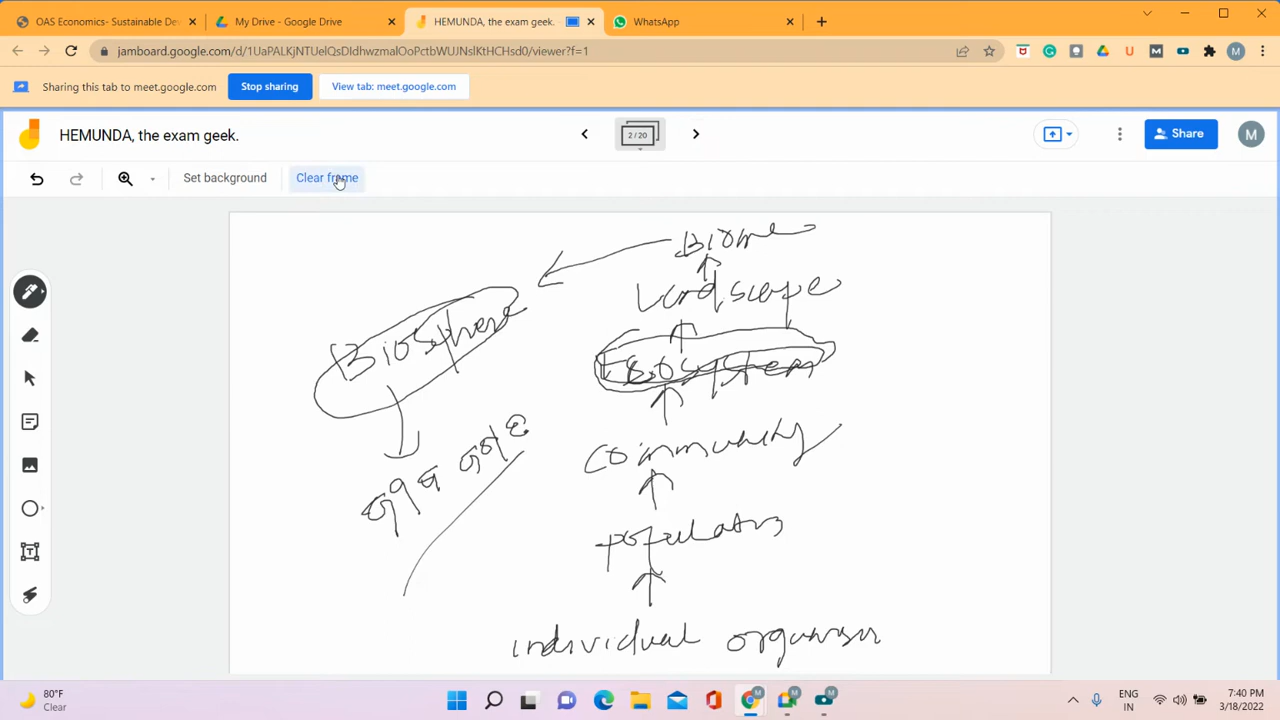 OAS Economics- Sustainable De
My Drive - Google Drive
HEMUNDA, the exam geek.
WhatsApp
jamboard.google.com/d/1UaPALKjNTUelQsDIdhwzmalOoPctbWUJNslKtHCHsd0/viewer?f=1
Sharing this tab to meet.google.com
Stop sharing
View tab: meet.google.com
HEMUNDA, the exam geek.
2 / 20
Share
M
Set background
Clear frame
Biome
Landscape
Biosphere
Ecosystem
community
population
individual organism
80°F
Clear
ENG
IN
7:40 PM
3/18/2022